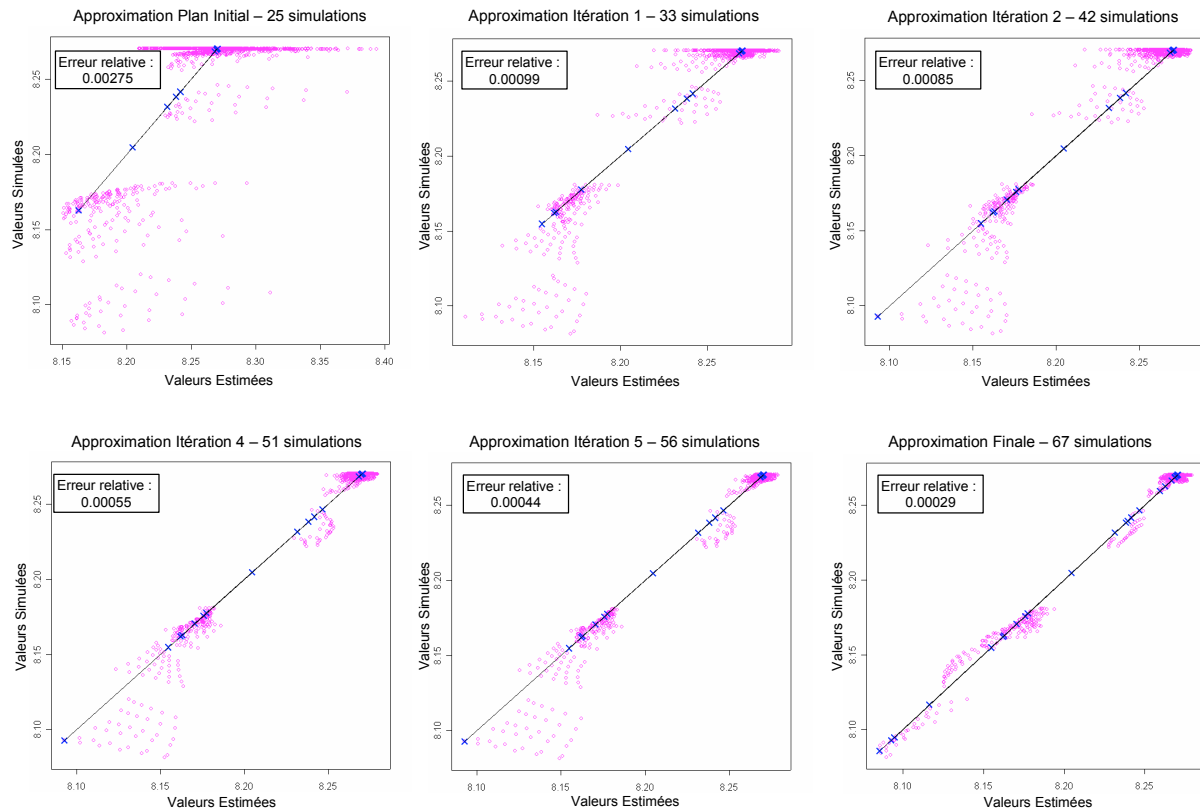 Approximation Plan Initial – 25 simulations
Erreur relative :
0.00275
Valeurs Simulées
8.25
8.20
8.15
8.10
8.15
8.20
8.25
8.30
8.35
8.40
Valeurs Estimées
Approximation Itération 1 – 33 simulations
Erreur relative :
0.00099
Valeurs Simulées
8.25
8.20
8.15
8.10
8.15
8.20
8.25
Valeurs Estimées
Approximation Itération 2 – 42 simulations
Erreur relative :
0.00085
Valeurs Simulées
8.25
8.20
8.15
8.10
8.10
8.15
8.20
8.25
Valeurs Estimées
Approximation Itération 4 – 51 simulations
Erreur relative :
0.00055
Valeurs Simulées
8.25
8.20
8.15
8.10
8.10
8.15
8.20
8.25
Valeurs Estimées
Approximation Itération 5 – 56 simulations
Erreur relative :
0.00044
Valeurs Simulées
8.25
8.20
8.15
8.10
8.10
8.15
8.20
8.25
Valeurs Estimées
Approximation Finale – 67 simulations
Erreur relative :
0.00029
Valeurs Simulées
8.25
8.20
8.15
8.10
8.10
8.15
8.20
8.25
Valeurs Estimées